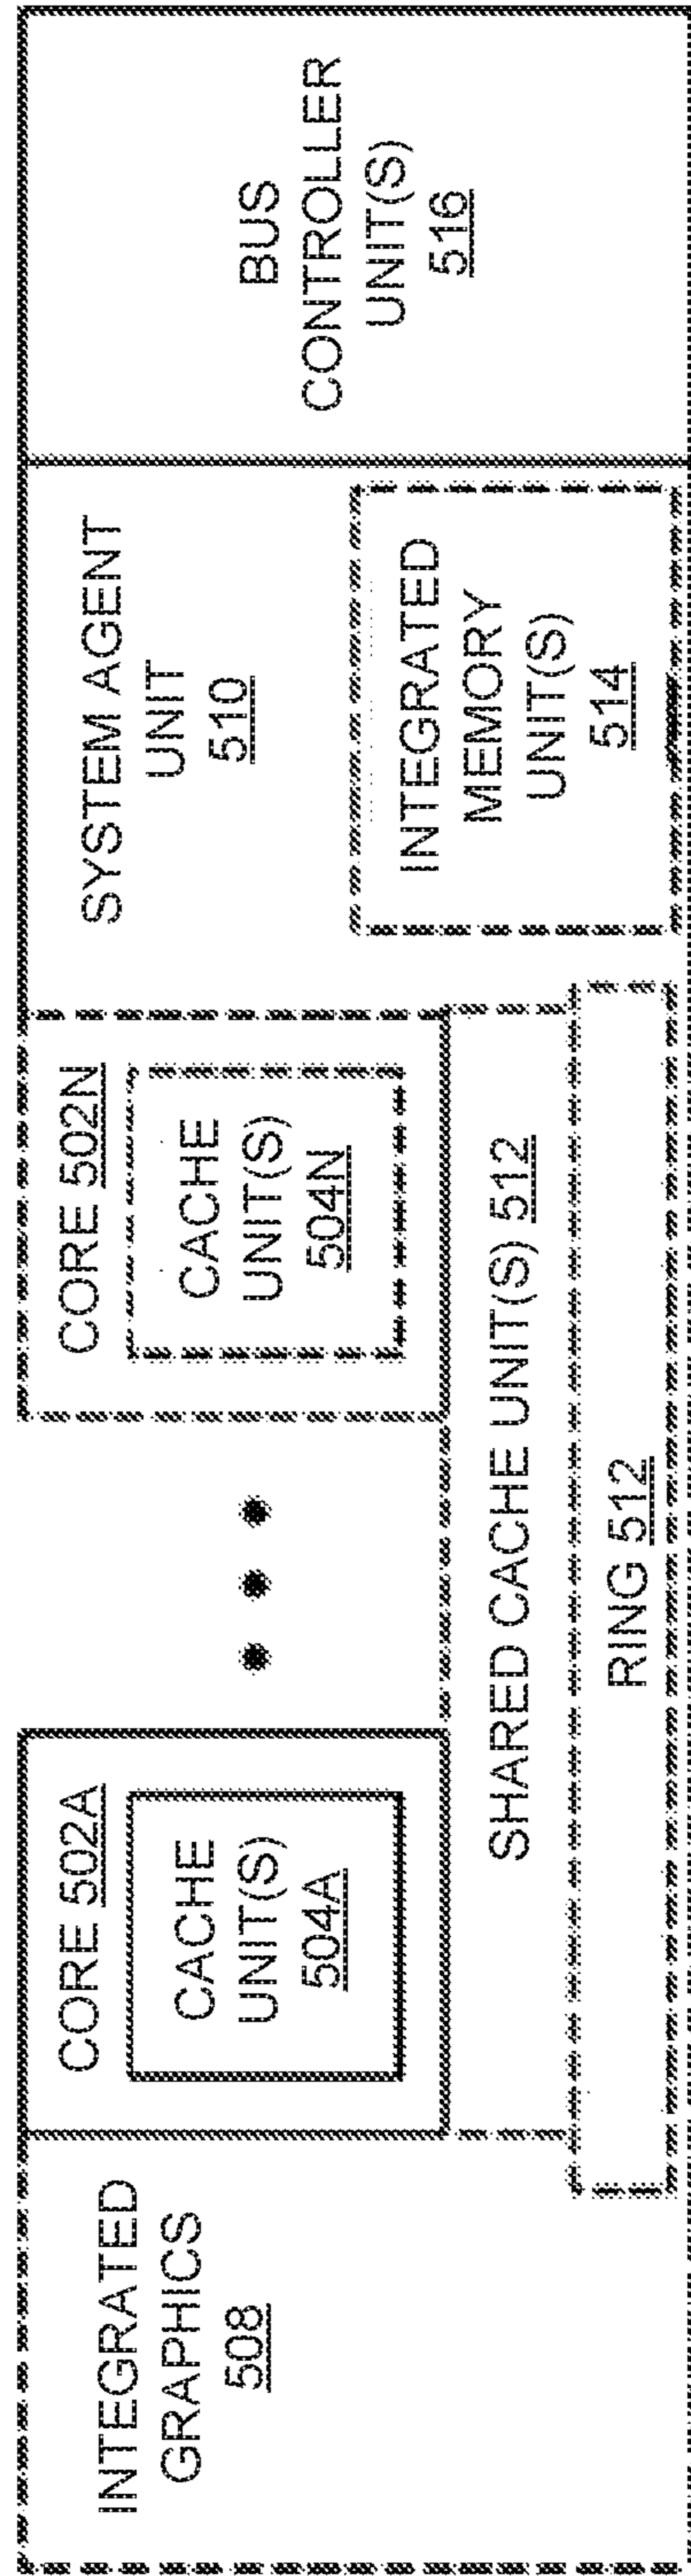 INTEGRATED
GRAPHICS
508
CORE 502A
CACHE
UNIT(S)
504A
CORE 502N
CACHE
UNIT(S)
504N
SHARED CACHE UNIT(S) 512
RING 512
SYSTEM AGENT
UNIT
510
INTEGRATED
MEMORY
UNIT(S)
514
BUS
CONTROLLER
UNIT(S)
516